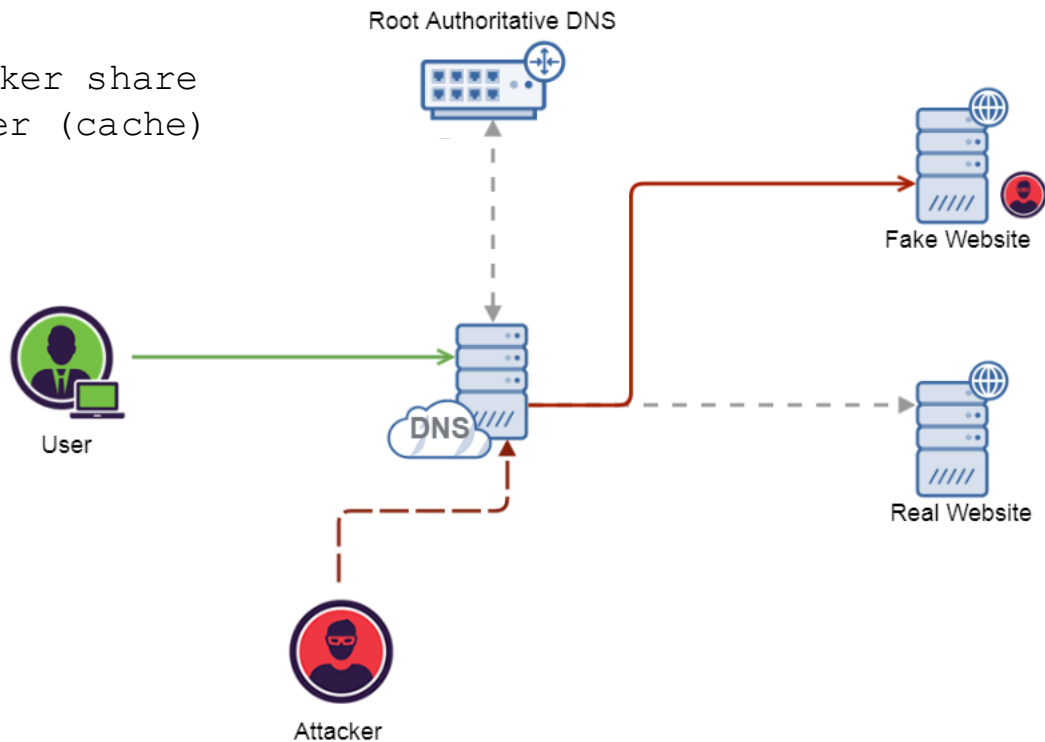 Root Authoritative DNS
ker share
er (cache)
Fake Website
DNS
User
Real Website
Attacker